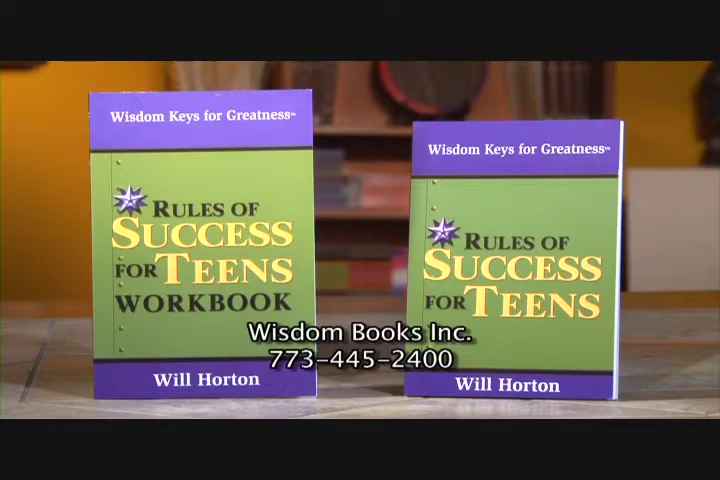 Wisdom Keys for Greatness™
RULES OF
SUCCESS
FOR TEENS
WORKBOOK
Will Horton
Wisdom Keys for Greatness™
RULES OF
SUCCESS
FOR TEENS
Will Horton
Wisdom Books Inc.
773-445-2400